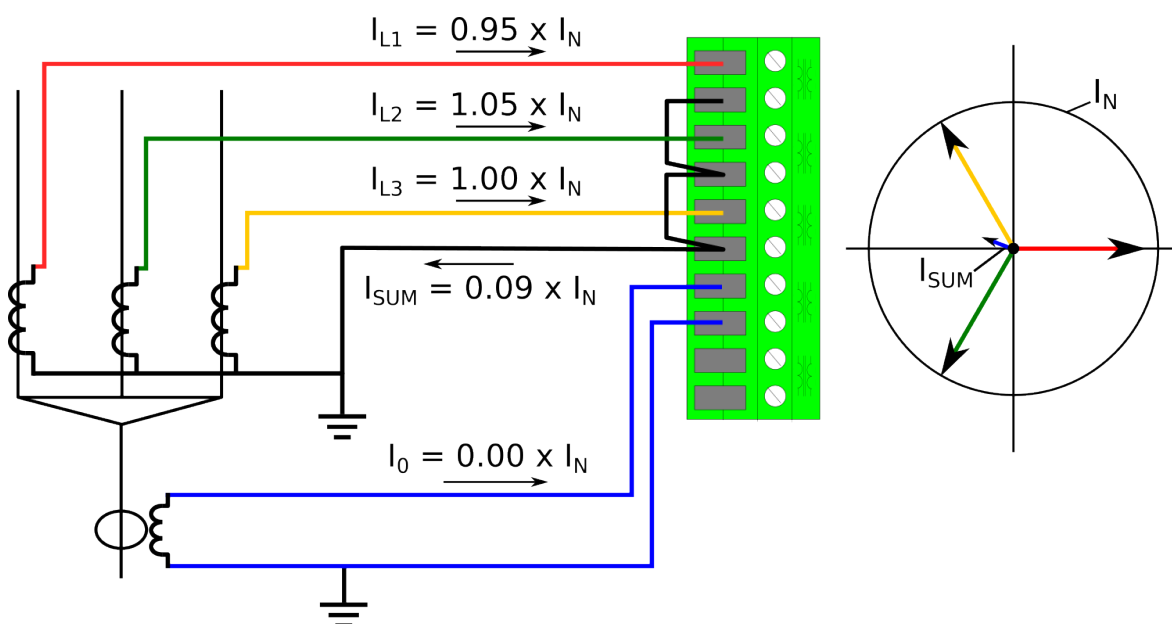 I_L1 = 0.95 x I_N
I_L2 = 1.05 x I_N
I_L3 = 1.00 x I_N
I_SUM = 0.09 x I_N
I_0 = 0.00 x I_N
I_N
I_SUM